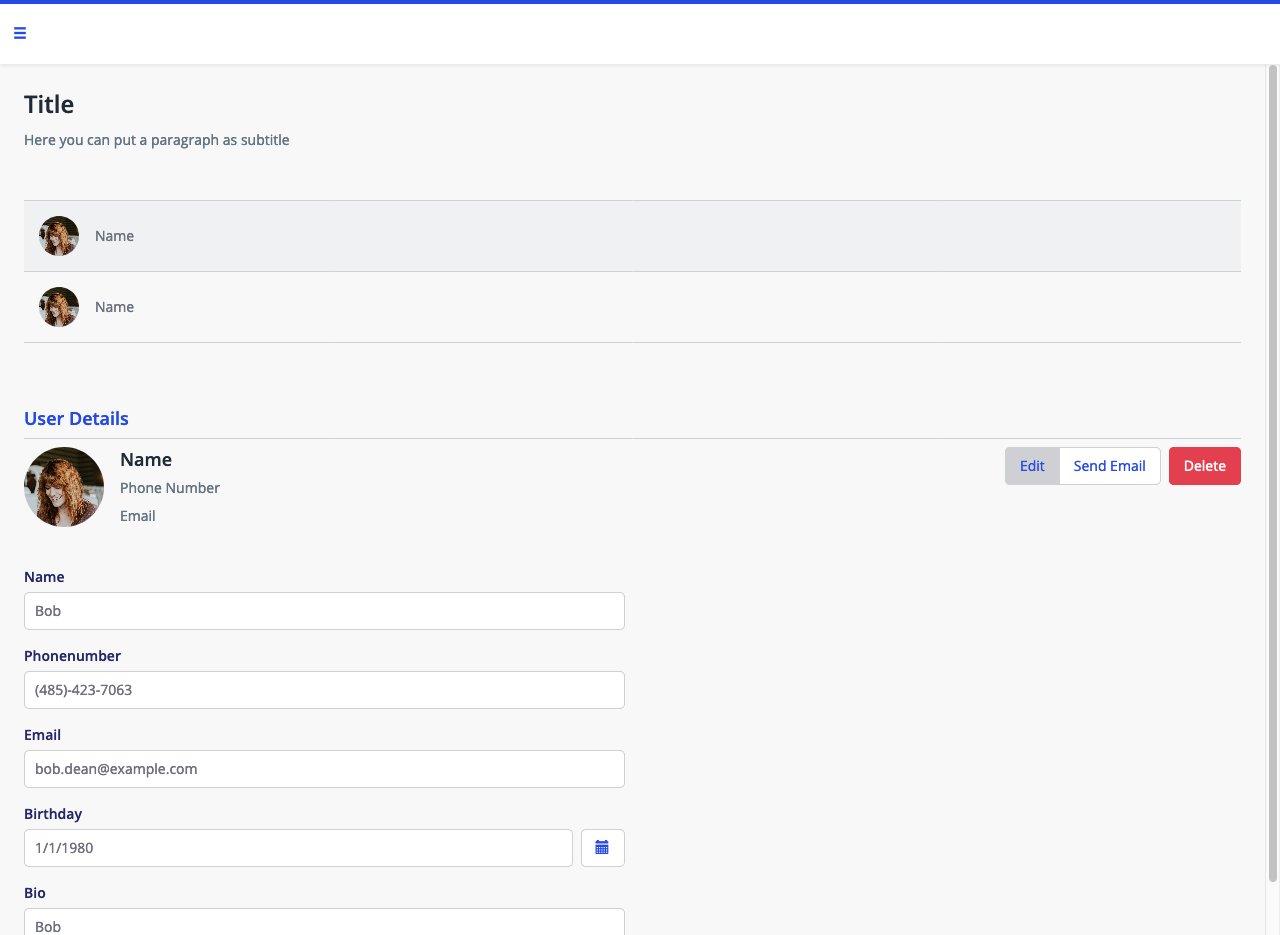 Title
Here you can put a paragraph as subtitle
Name
Name
User Details
Name
Phone Number
Email
Edit
Send Email
Delete
Name
Bob
Phonenumber
(485)-423-7063
Email
bob.dean@example.com
Birthday
1/1/1980
Bio
Bob